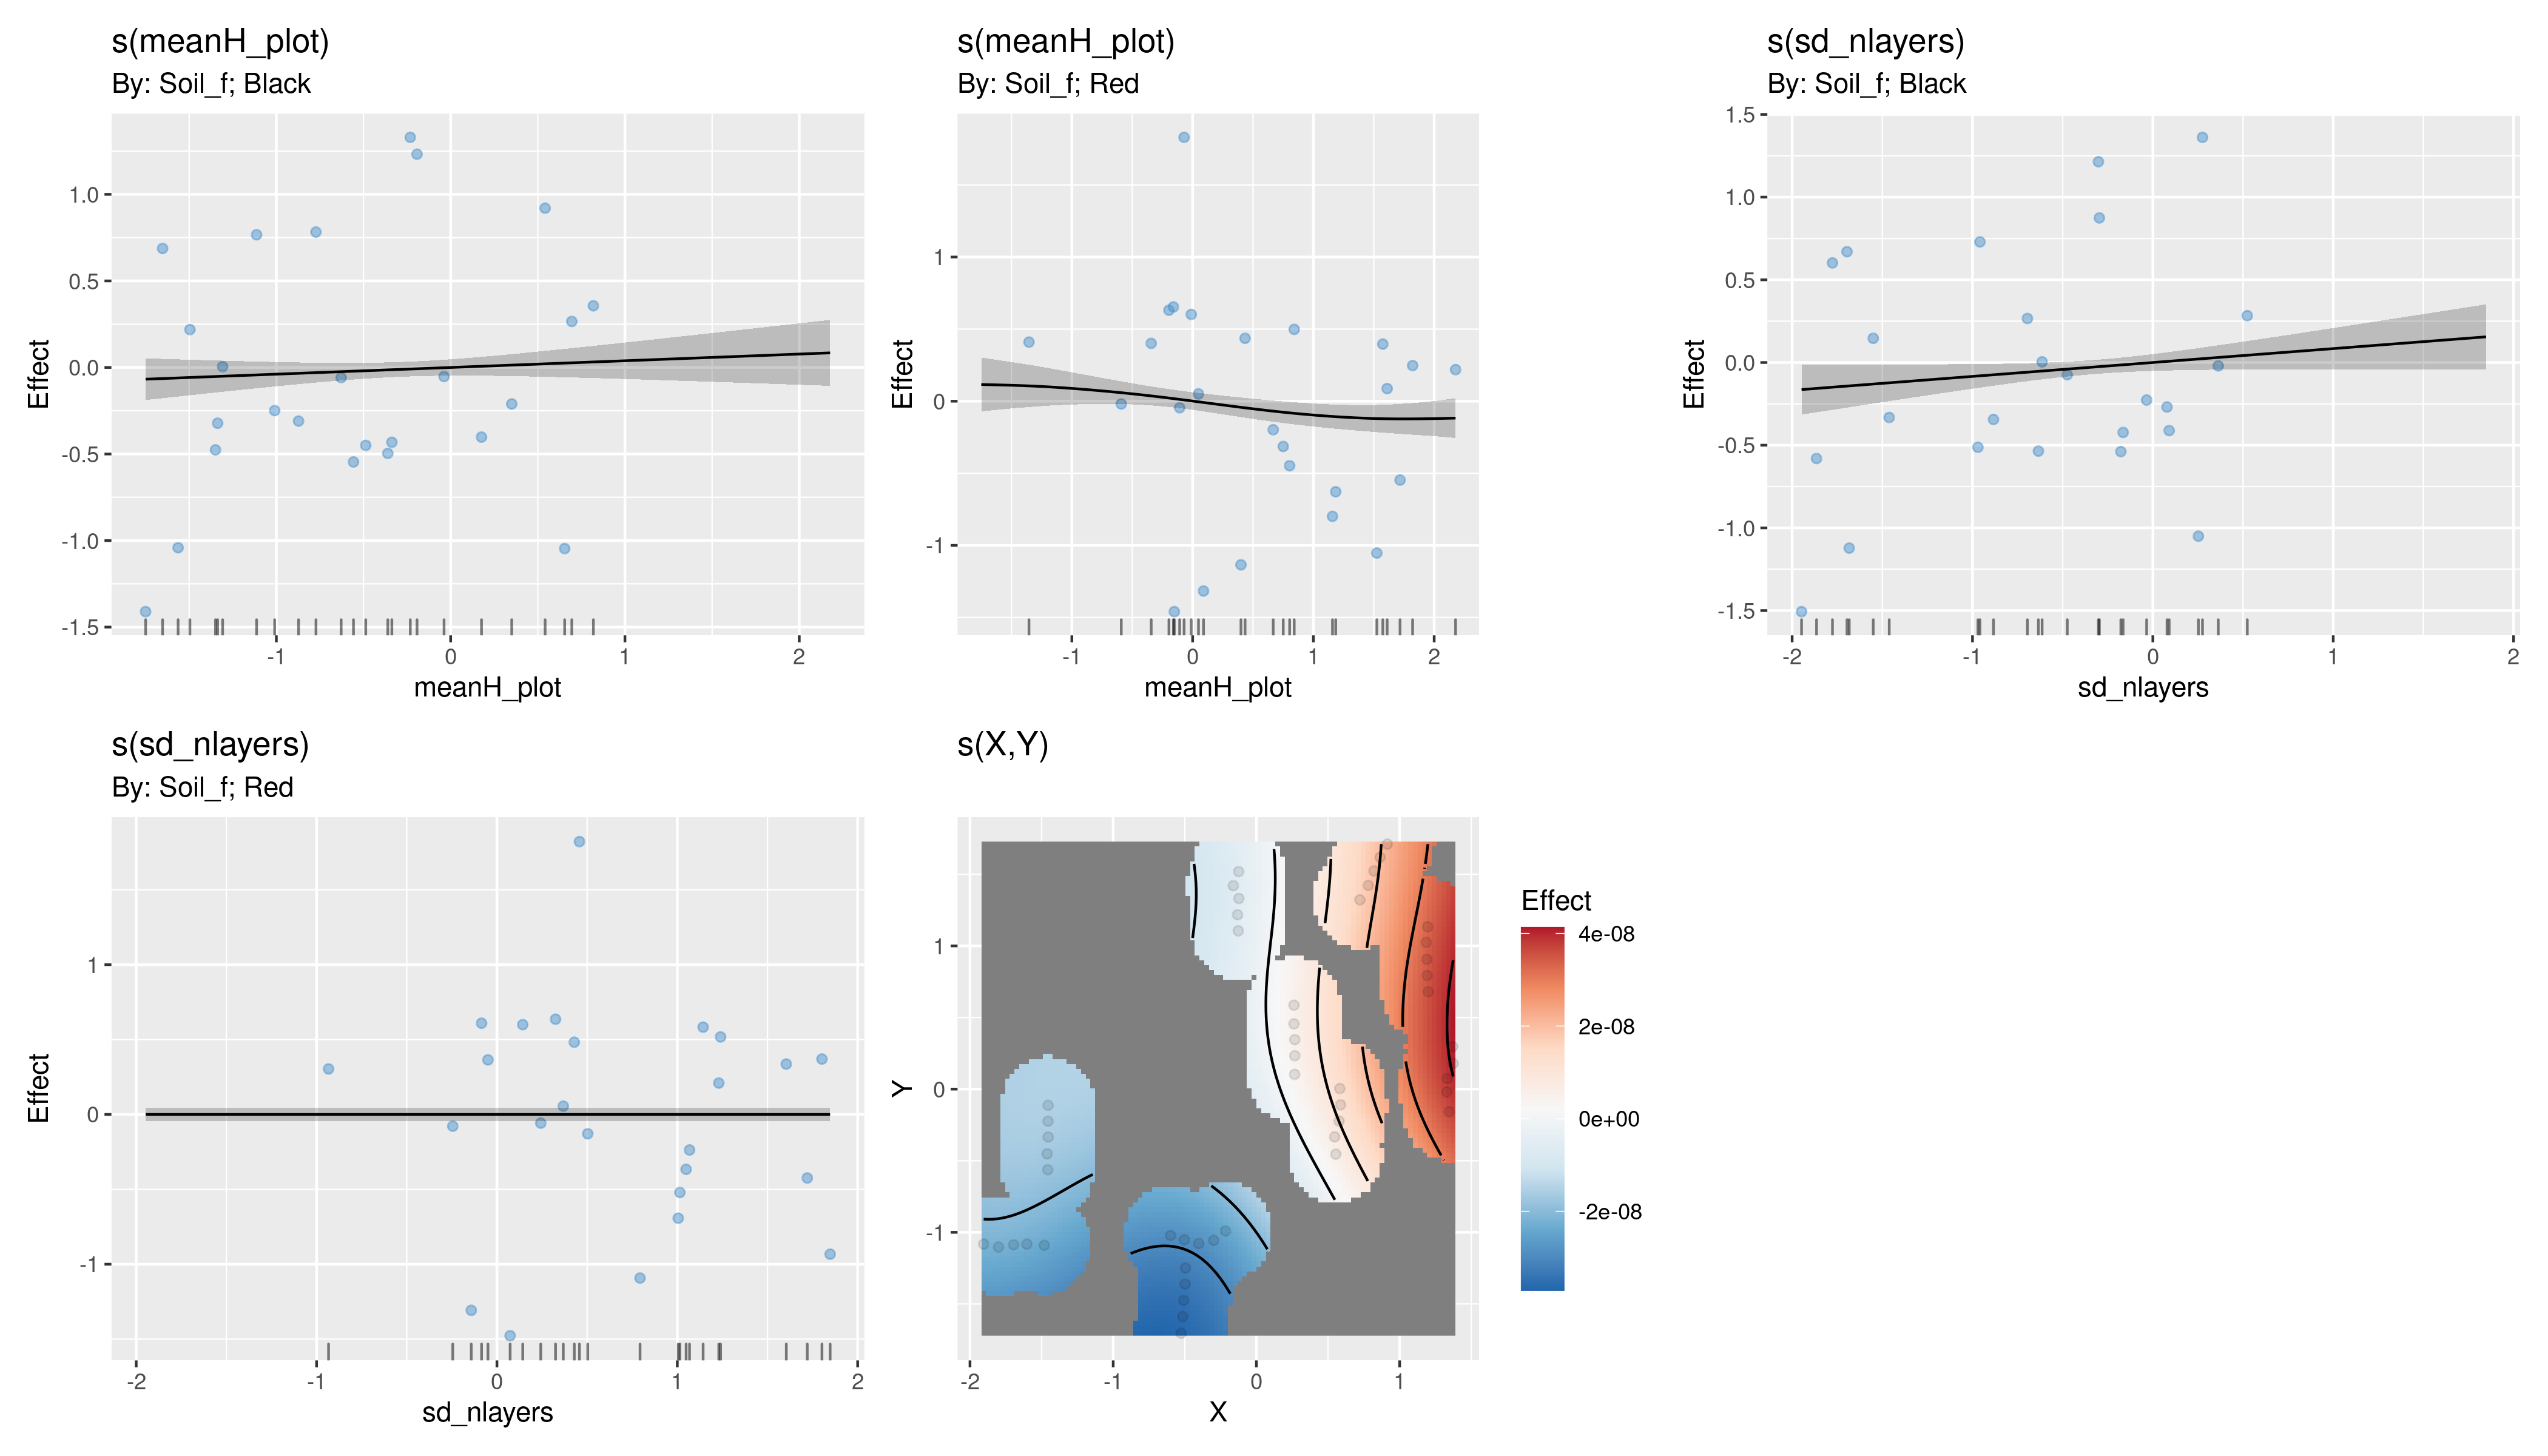 s(meanH_plot)
By: Soil_f; Black
Effect
1.0
0.5
0.0
-0.5
-1.0
-1.5
-1
0
1
2
meanH_plot
s(meanH_plot)
By: Soil_f; Red
Effect
1
0
-1
-1
0
1
2
meanH_plot
s(sd_nlayers)
By: Soil_f; Black
Effect
1.5
1.0
0.5
0.0
-0.5
-1.0
-1.5
-2
-1
0
1
2
sd_nlayers
s(sd_nlayers)
By: Soil_f; Red
Effect
1
0
-1
-2
-1
0
1
2
sd_nlayers
s(X,Y)
Y
1
0
-1
-2
-1
0
1
X
Effect
4e-08
2e-08
0e+00
-2e-08